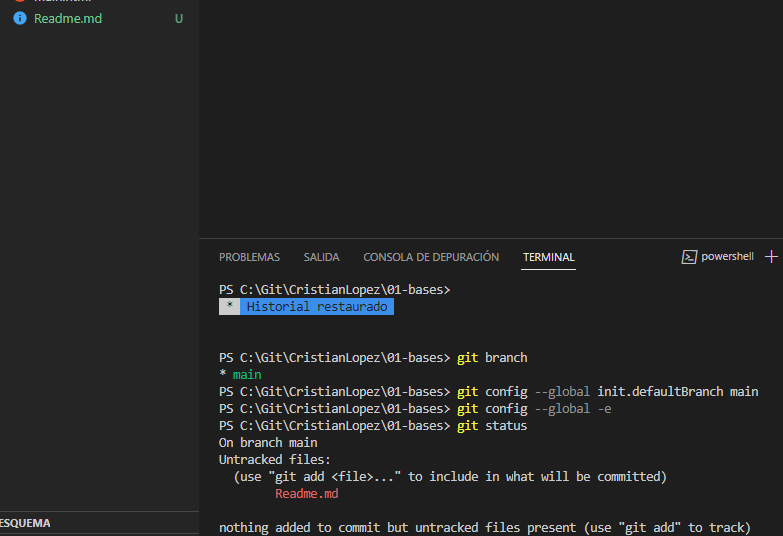 Readme.md U
PROBLEMAS SALIDA CONSOLA DE DEPURACIÓN TERMINAL powershell
PS C:\Git\CristianLopez\01-bases>
* Historial restaurado
PS C:\Git\CristianLopez\01-bases> git branch
* main
PS C:\Git\CristianLopez\01-bases> git config --global init.defaultBranch main
PS C:\Git\CristianLopez\01-bases> git config --global -e
PS C:\Git\CristianLopez\01-bases> git status
On branch main
Untracked files:
(use "git add <file>..." to include in what will be committed)
Readme.md
ESQUEMA
nothing added to commit but untracked files present (use "git add" to track)